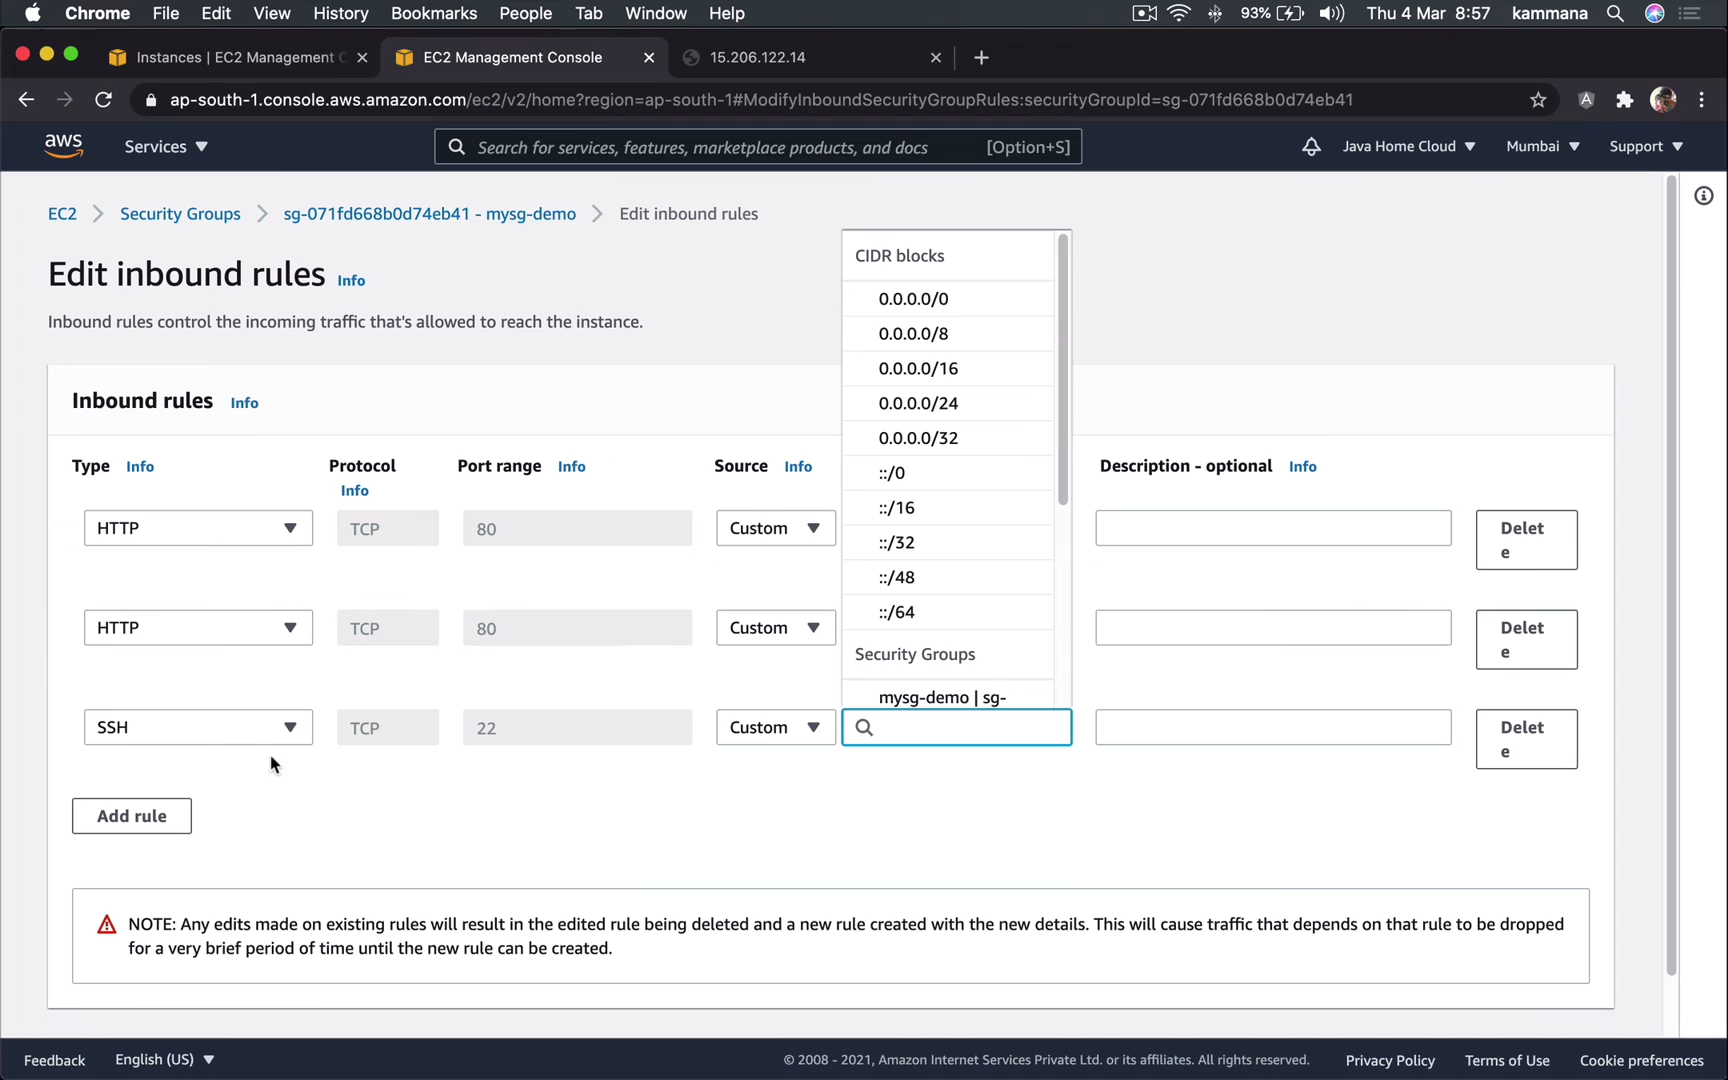 Chrome File Edit View History Bookmarks People Tab Window Help 93% Thu 4 Mar 8:57 kammana
Instances | EC2 Management C EC2 Management Console 15.206.122.14
ap-south-1.console.aws.amazon.com/ec2/v2/home?region=ap-south-1#ModifyInboundSecurityGroupRules:securityGroupId=sg-071fd668b0d74eb41
aws Services Search for services, features, marketplace products, and docs [Option+S] Java Home Cloud Mumbai Support
EC2 Security Groups sg-071fd668b0d74eb41 - mysg-demo Edit inbound rules
Edit inbound rules Info
Inbound rules control the incoming traffic that's allowed to reach the instance.
CIDR blocks
0.0.0.0/0
0.0.0.0/8
0.0.0.0/16
0.0.0.0/24
0.0.0.0/32
::/0
::/16
::/32
::/48
::/64
Security Groups
mysg-demo | sg-
Inbound rules Info
Type Info Protocol Info Port range Info Source Info Description - optional Info
HTTP TCP 80 Custom Delet
e
HTTP TCP 80 Custom Delet
e
SSH TCP 22 Custom Delet
e
Add rule
NOTE: Any edits made on existing rules will result in the edited rule being deleted and a new rule created with the new details. This will cause traffic that depends on that rule to be dropped
for a very brief period of time until the new rule can be created.
Feedback English (US) © 2008 - 2021, Amazon Internet Services Private Ltd. or its affiliates. All rights reserved. Privacy Policy Terms of Use Cookie preferences